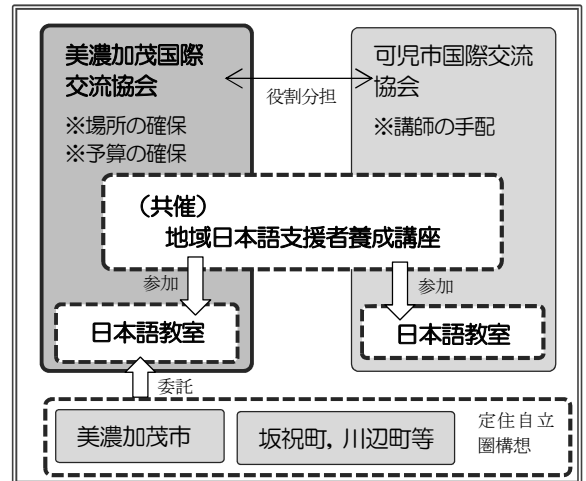 美濃加茂国際
交流協会
※場所の確保
※予算の確保
役割分担
可児市国際交流
協会
※講師の手配
（共催）
地域日本語支援者養成講座
参加
参加
日本語教室
日本語教室
委託
美濃加茂市
坂祝町，川辺町等
定住自立
圏構想